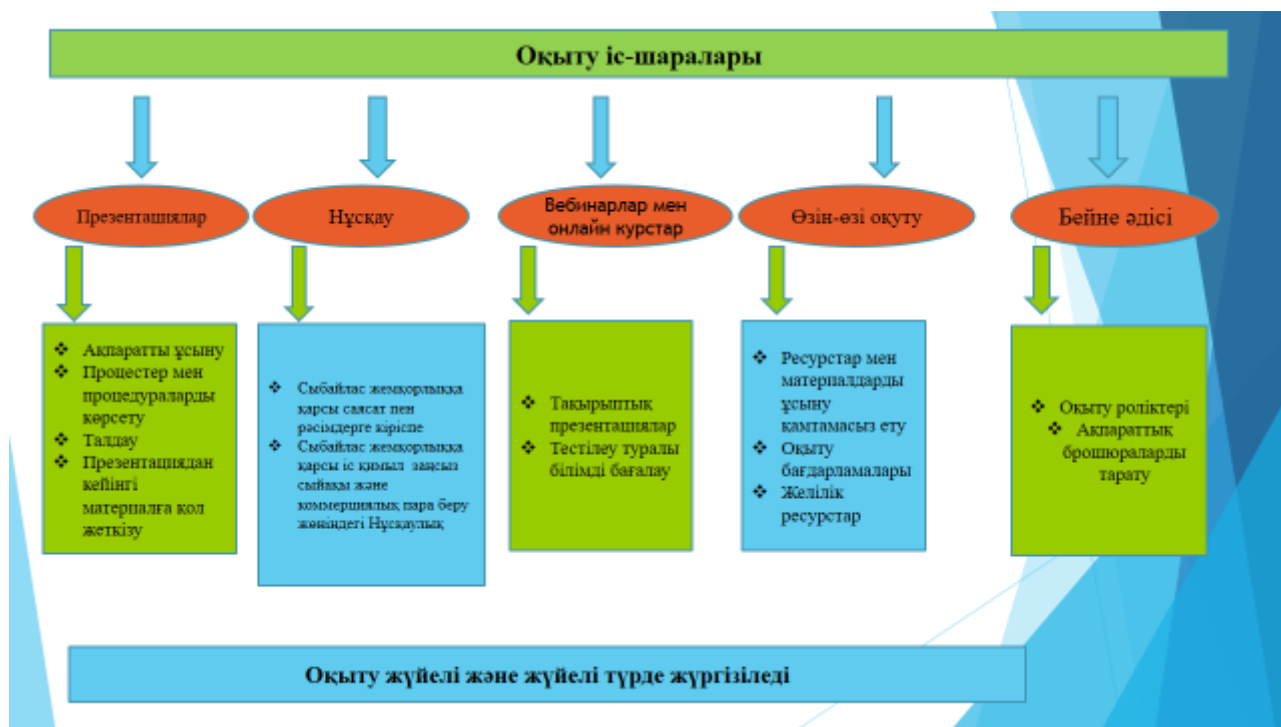 Оқыту іс-шаралары
Презенташиялар
Нұсқау
Вебинарлар мен
онлайн курстар
Өзін-өзі оқуту
Бейне әдісі
❖ Ақпаратты ұсыну
❖ Процестер мен
процедураларды
көрсету
❖ Талдау
❖ Презентациядан
кейінгі
материалға қол
жеткізу
❖ Сыбайлас жемқорлыққа
қарсы саясат пен
рәсімдерге кіріспе
❖ Сыбайлас жемқорлыққа
қарсы іс қимыл заңсыз
сыйақы және
коммерциялық пара беру
жөніндегі Нұсқаулық
❖ Тақырыптық
презенташиялар
❖ Тестілеу туралы
білімді бағалау
❖ Ресурстар мен
материалдарды
ұсыну
қамтамасыз ету
❖ Оқыту
бағдарламалары
❖ Желілік
ресурстар
❖ Оқыту роліктері
❖ Ақпараттық
брошюраларды
тарату
Оқыту жүйелі және жүйелі түрде жүргізіледі